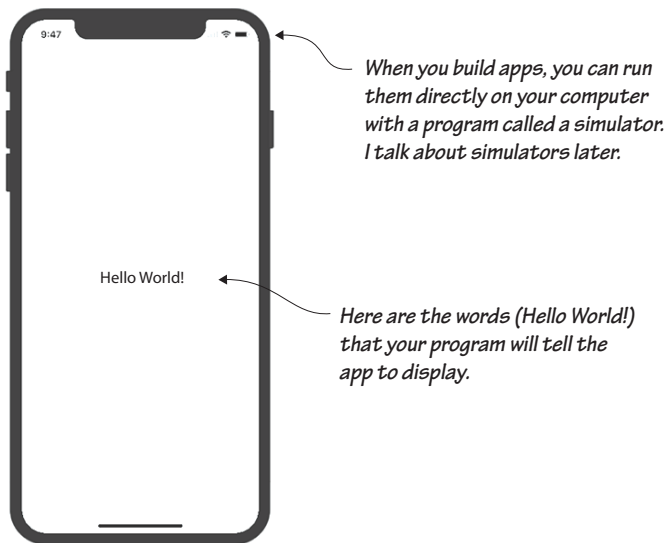 9:47
When you build apps, you can run
them directly on your computer
with a program called a simulator.
I talk about simulators later.
Hello World!
Here are the words (Hello World!)
that your program will tell the
app to display.